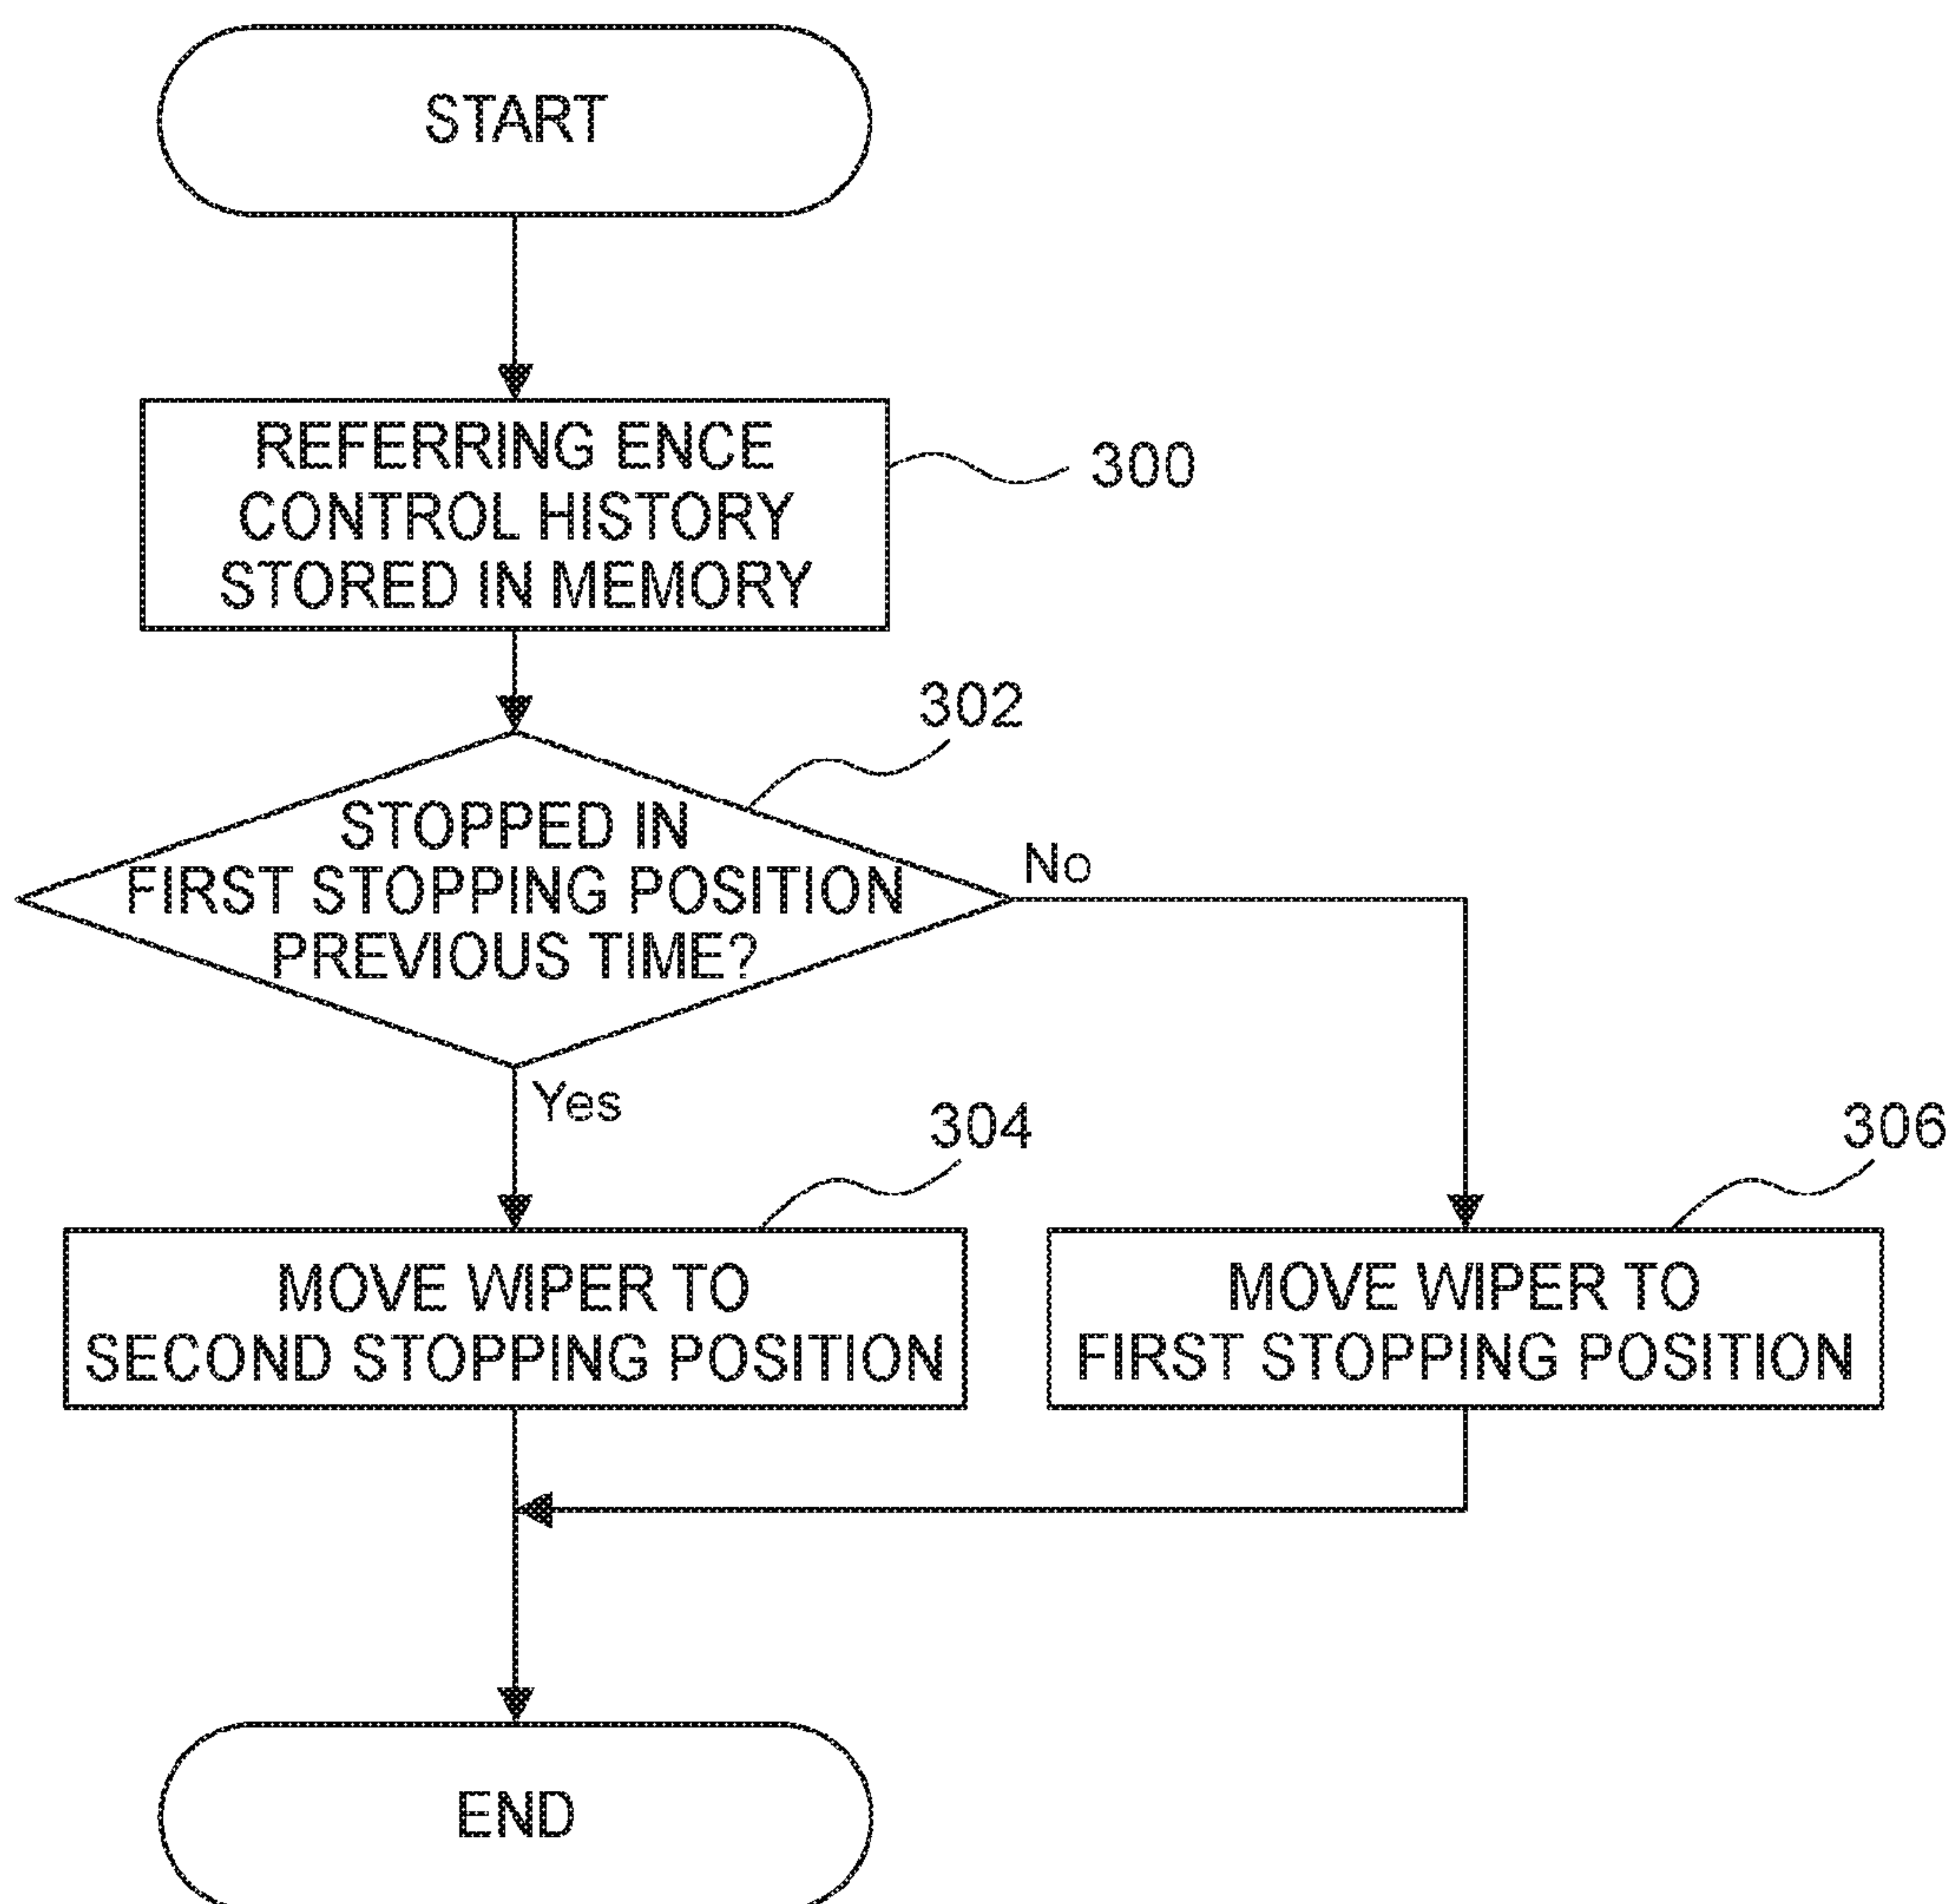 START
REFERRING ENCE
CONTROL HISTORY
STORED IN MEMORY
300
302
STOPPED IN
FIRST STOPPING POSITION
PREVIOUS TIME?
No
Yes
304
306
MOVE WIPER TO
SECOND STOPPING POSITION
MOVE WIPER TO
FIRST STOPPING POSITION
END